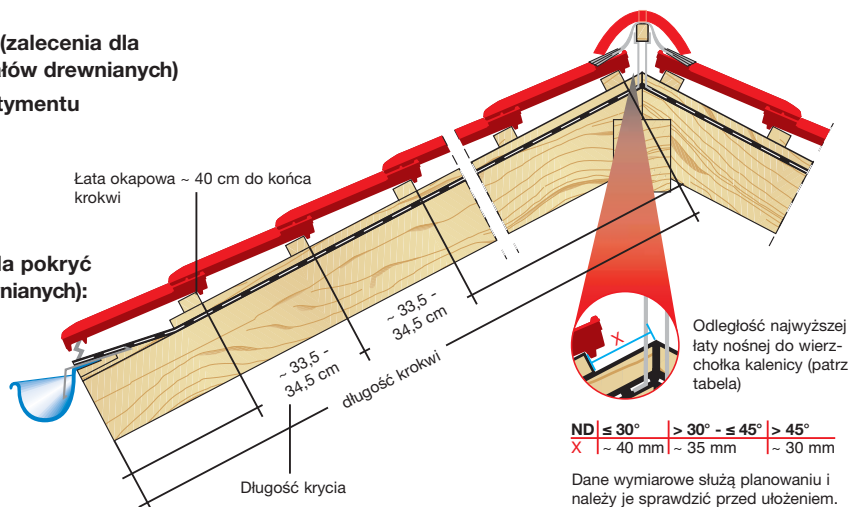 (zalecenia dla
ałów drewnianych)
tymentu
Łata okapowa ~ 40 cm do końca
krokwi
la pokryć
wnianych):
~ 33,5 -
34,5 cm
~ 33,5 -
34,5 cm
długość krokwi
Długość krycia
X
Odległość najwyższej
łaty nośnej do wierz-
chołka kalenicy (patrz
tabela)
ND ≤ 30° > 30° - ≤ 45° > 45°
X ~ 40 mm ~ 35 mm ~ 30 mm
Dane wymiarowe służą planowaniu i
należy je sprawdzić przed ułożeniem.